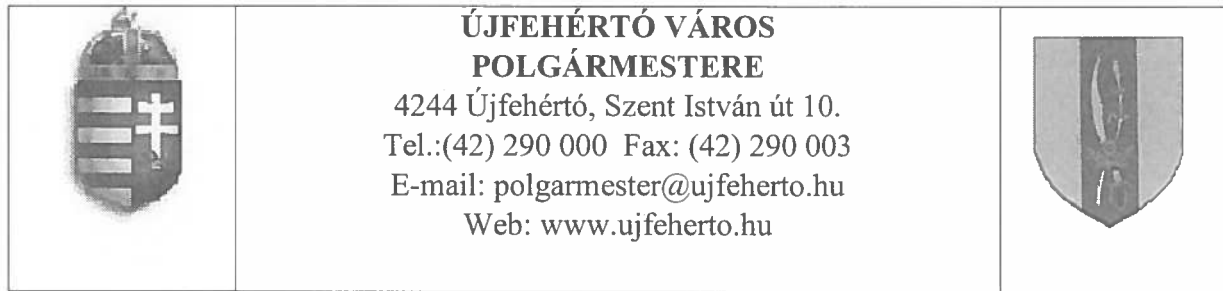 ÚJFEHÉRTÓ VÁROS
POLGÁRMESTERE
4244 Újfehértó, Szent István út 10.
Tel.:(42) 290 000 Fax: (42) 290 003
E-mail: polgarmester@ujfeherto.hu
Web: www.ujfeherto.hu